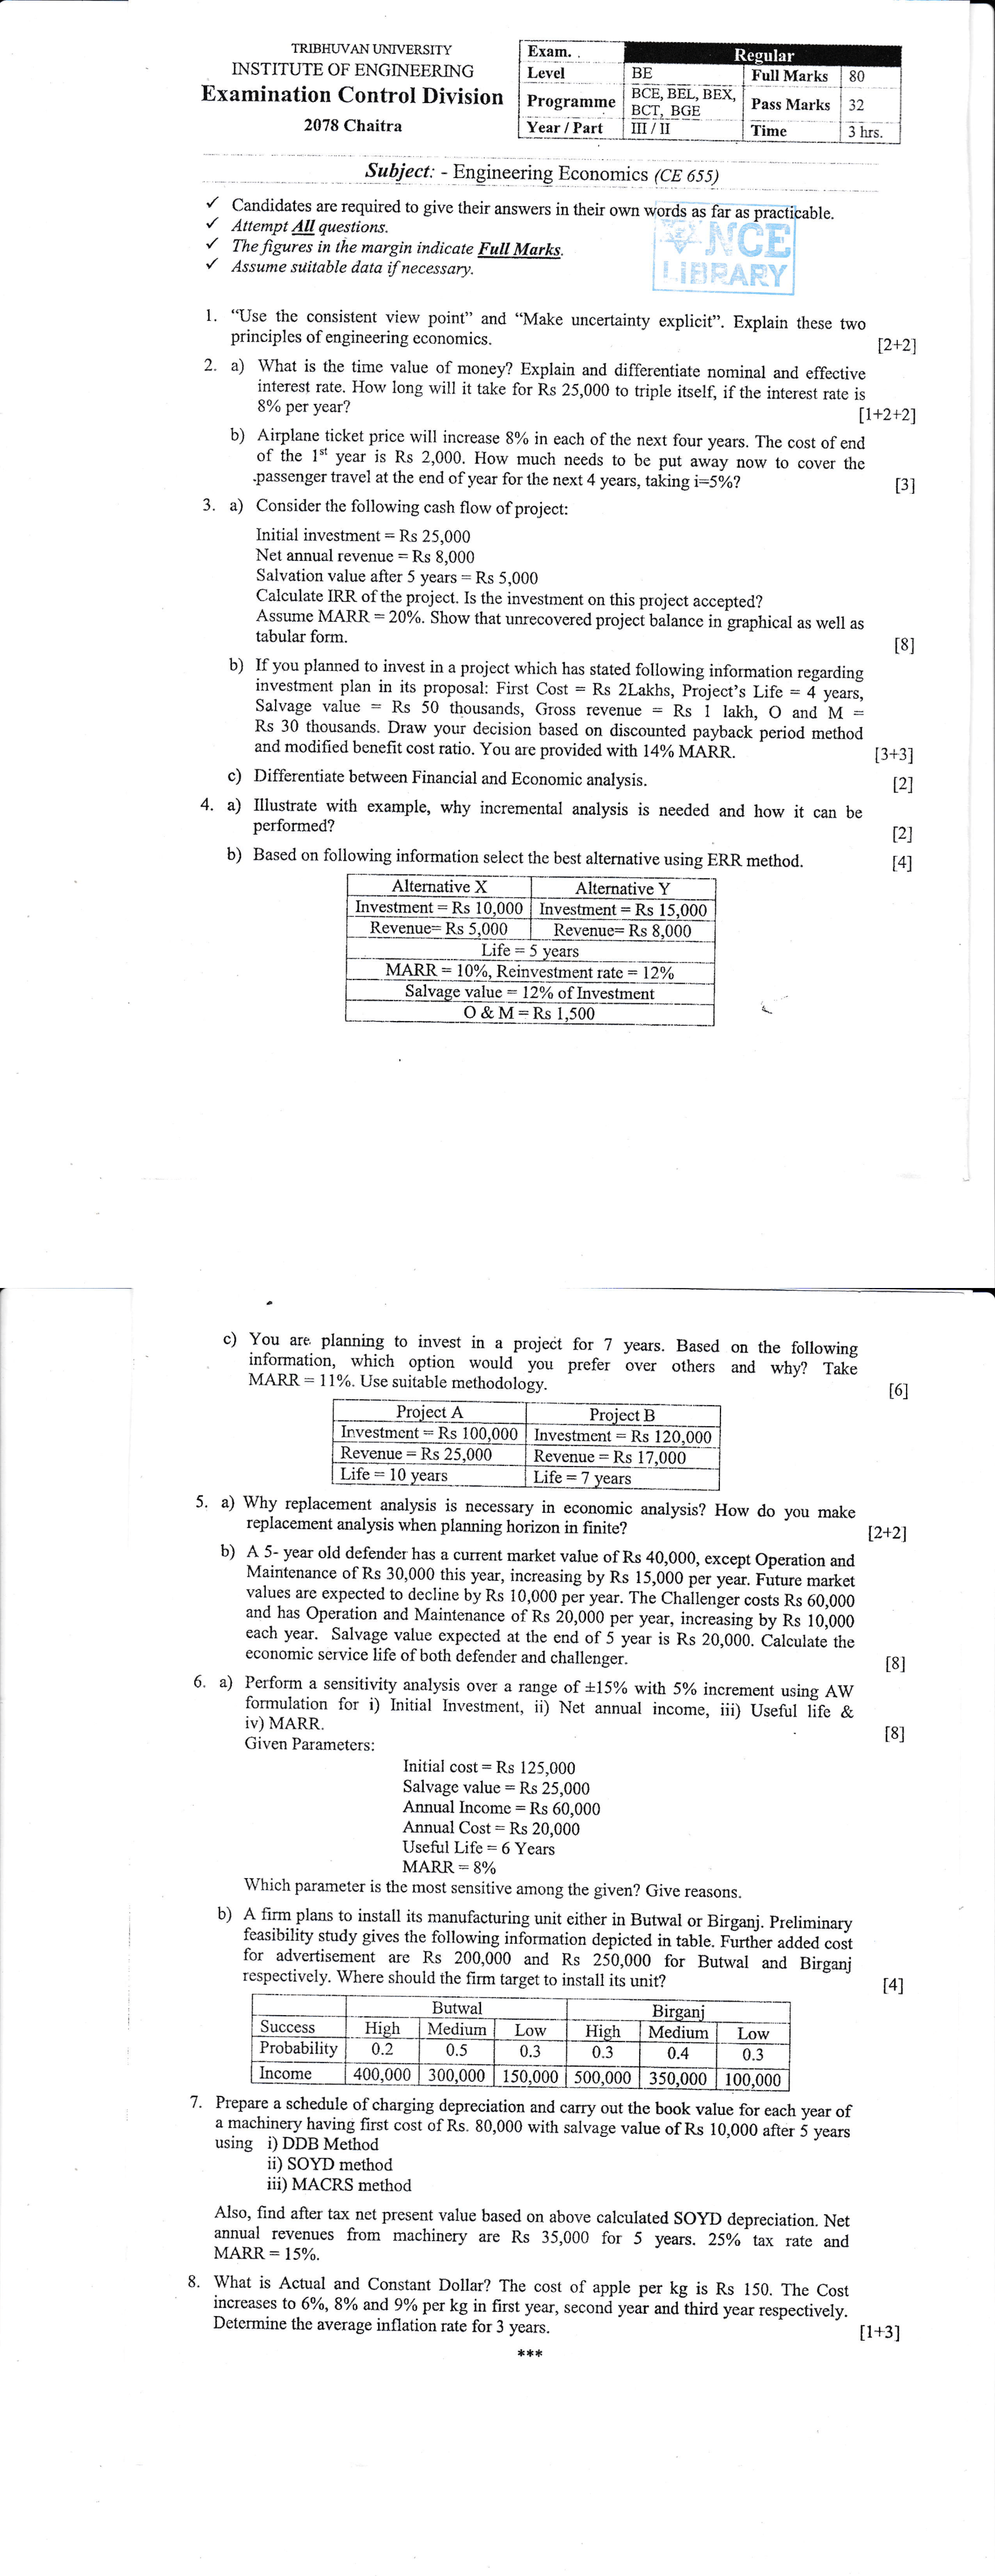 TRIBHUVAN UNIVERSITY
INSTITUTE OF ENGINEERING
Examination Control Division
2078 Chaitra
Exam. Regular
Level BE Full Marks 80
Programme BCE, BEL, BEX, BCT, BGE Pass Marks 32
Year / Part III / II Time 3 hrs.
Subject: - Engineering Economics (CE 655)
✓ Candidates are required to give their answers in their own words as far as practicable.
✓ Attempt All questions.
✓ The figures in the margin indicate Full Marks.
✓ Assume suitable data if necessary.
NCE
LIBRARY
1. “Use the consistent view point” and “Make uncertainty explicit”. Explain these two
principles of engineering economics. [2+2]
2. a) What is the time value of money? Explain and differentiate nominal and effective
interest rate. How long will it take for Rs 25,000 to triple itself, if the interest rate is
8% per year? [1+2+2]
b) Airplane ticket price will increase 8% in each of the next four years. The cost of end
of the 1st year is Rs 2,000. How much needs to be put away now to cover the
passenger travel at the end of year for the next 4 years, taking i=5%? [3]
3. a) Consider the following cash flow of project:
Initial investment = Rs 25,000
Net annual revenue = Rs 8,000
Salvation value after 5 years = Rs 5,000
Calculate IRR of the project. Is the investment on this project accepted?
Assume MARR = 20%. Show that unrecovered project balance in graphical as well as
tabular form. [8]
b) If you planned to invest in a project which has stated following information regarding
investment plan in its proposal: First Cost = Rs 2Lakhs, Project’s Life = 4 years,
Salvage value = Rs 50 thousands, Gross revenue = Rs 1 lakh, O and M =
Rs 30 thousands. Draw your decision based on discounted payback period method
and modified benefit cost ratio. You are provided with 14% MARR. [3+3]
c) Differentiate between Financial and Economic analysis. [2]
4. a) Illustrate with example, why incremental analysis is needed and how it can be
performed? [2]
b) Based on following information select the best alternative using ERR method. [4]
Alternative X Alternative Y
Investment = Rs 10,000 Investment = Rs 15,000
Revenue= Rs 5,000 Revenue= Rs 8,000
Life = 5 years
MARR = 10%, Reinvestment rate = 12%
Salvage value = 12% of Investment
O & M = Rs 1,500
c) You are planning to invest in a project for 7 years. Based on the following
information, which option would you prefer over others and why? Take
MARR = 11%. Use suitable methodology. [6]
Project A Project B
Investment = Rs 100,000 Investment = Rs 120,000
Revenue = Rs 25,000 Revenue = Rs 17,000
Life = 10 years Life = 7 years
5. a) Why replacement analysis is necessary in economic analysis? How do you make
replacement analysis when planning horizon in finite? [2+2]
b) A 5- year old defender has a current market value of Rs 40,000, except Operation and
Maintenance of Rs 30,000 this year, increasing by Rs 15,000 per year. Future market
values are expected to decline by Rs 10,000 per year. The Challenger costs Rs 60,000
and has Operation and Maintenance of Rs 20,000 per year, increasing by Rs 10,000
each year. Salvage value expected at the end of 5 year is Rs 20,000. Calculate the
economic service life of both defender and challenger. [8]
6. a) Perform a sensitivity analysis over a range of ±15% with 5% increment using AW
formulation for i) Initial Investment, ii) Net annual income, iii) Useful life &
iv) MARR. [8]
Given Parameters:
Initial cost = Rs 125,000
Salvage value = Rs 25,000
Annual Income = Rs 60,000
Annual Cost = Rs 20,000
Useful Life = 6 Years
MARR = 8%
Which parameter is the most sensitive among the given? Give reasons.
b) A firm plans to install its manufacturing unit either in Butwal or Birganj. Preliminary
feasibility study gives the following information depicted in table. Further added cost
for advertisement are Rs 200,000 and Rs 250,000 for Butwal and Birganj
respectively. Where should the firm target to install its unit? [4]
Butwal Birganj
Success High Medium Low High Medium Low
Probability 0.2 0.5 0.3 0.3 0.4 0.3
Income 400,000 300,000 150,000 500,000 350,000 100,000
7. Prepare a schedule of charging depreciation and carry out the book value for each year of
a machinery having first cost of Rs. 80,000 with salvage value of Rs 10,000 after 5 years
using i) DDB Method
ii) SOYD method
iii) MACRS method
Also, find after tax net present value based on above calculated SOYD depreciation. Net
annual revenues from machinery are Rs 35,000 for 5 years. 25% tax rate and
MARR = 15%.
8. What is Actual and Constant Dollar? The cost of apple per kg is Rs 150. The Cost
increases to 6%, 8% and 9% per kg in first year, second year and third year respectively.
Determine the average inflation rate for 3 years. [1+3]
***